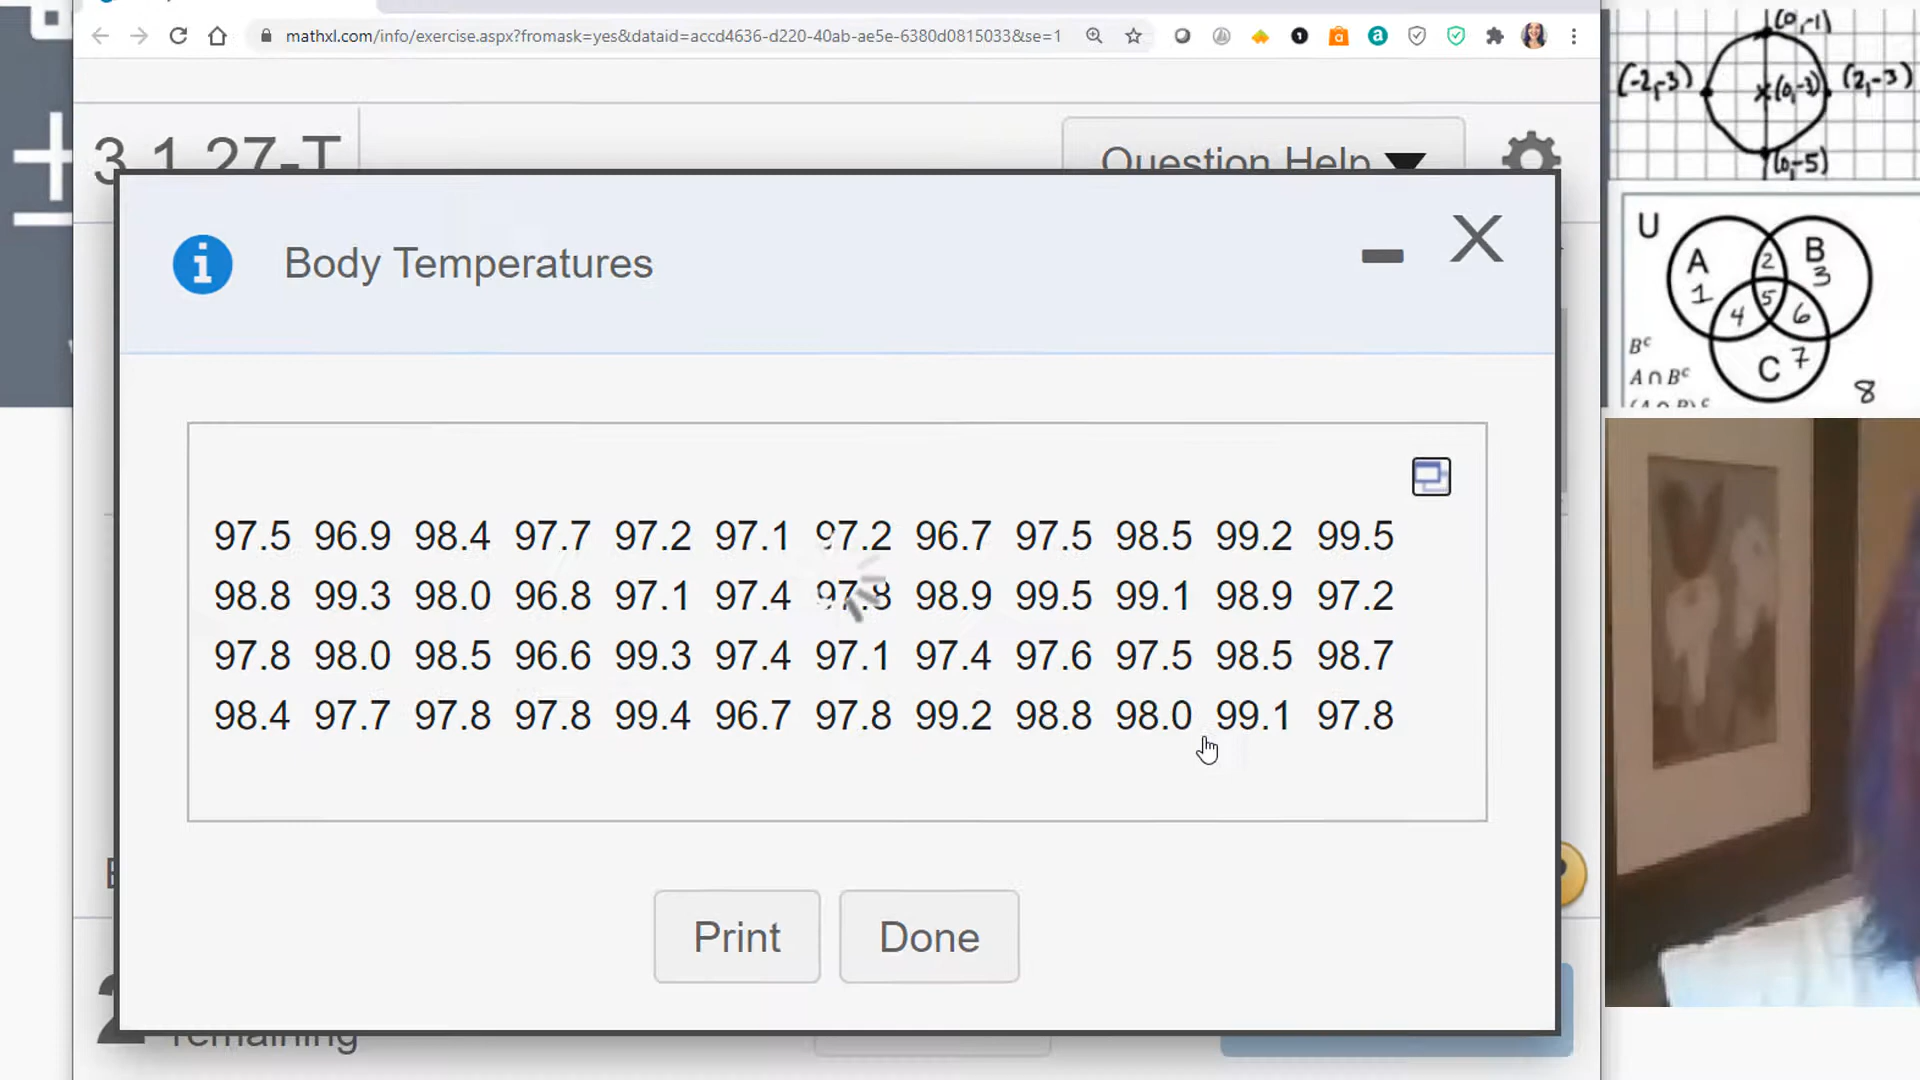 mathxl.com/info/exercise.aspx?fromask=yes&dataid=accd4636-d220-40ab-ae5e-6380d0815033&se=1
3.1.27-T
Question Help
Body Temperatures
97.5 96.9 98.4 97.7 97.2 97.1 97.2 96.7 97.5 98.5 99.2 99.5
98.8 99.3 98.0 96.8 97.1 97.4 97.8 98.9 99.5 99.1 98.9 97.2
97.8 98.0 98.5 96.6 99.3 97.4 97.1 97.4 97.6 97.5 98.5 98.7
98.4 97.7 97.8 97.8 99.4 96.7 97.8 99.2 98.8 98.0 99.1 97.8
Print Done
remaining
(0,-1)
(-2,-3) (0,-3) (2,-3)
(0,-5)
U
A 2 B
1 5 3
4 6
C 7
8
Bᶜ
A ∩ Bᶜ